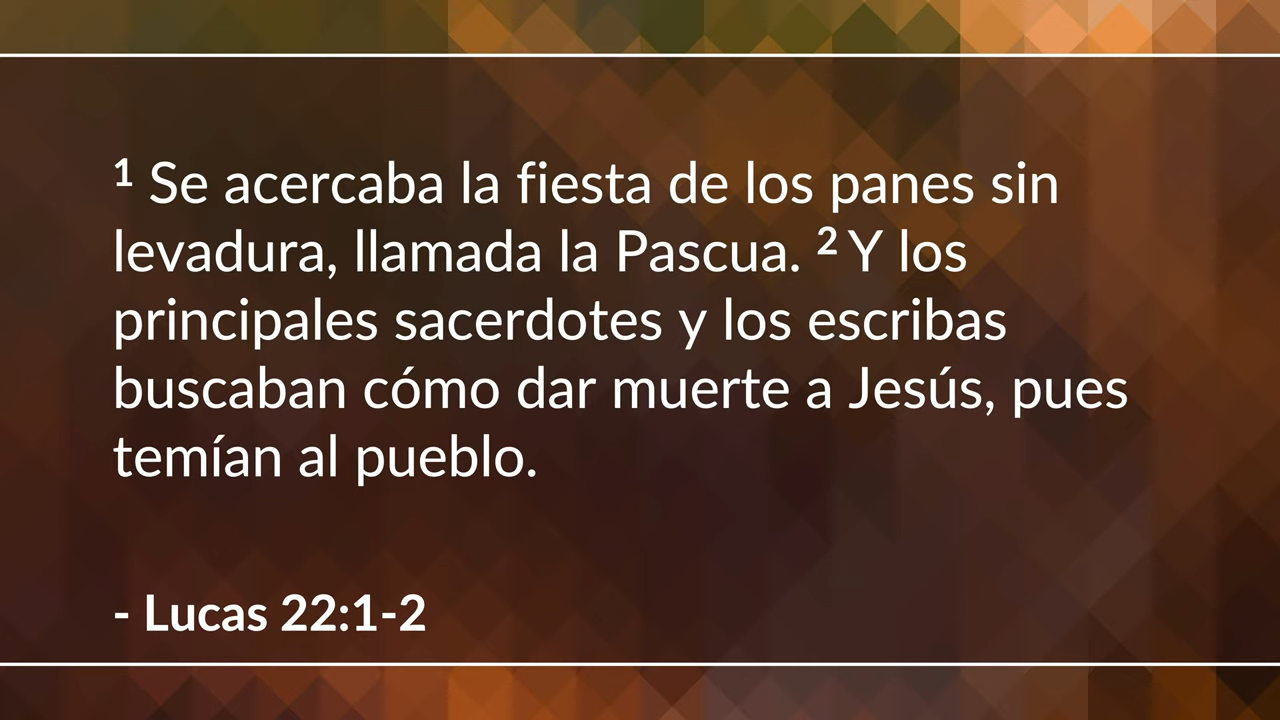 ¹ Se acercaba la fiesta de los panes sin
levadura, llamada la Pascua. ² Y los
principales sacerdotes y los escribas
buscaban cómo dar muerte a Jesús, pues
temían al pueblo.
- Lucas 22:1-2